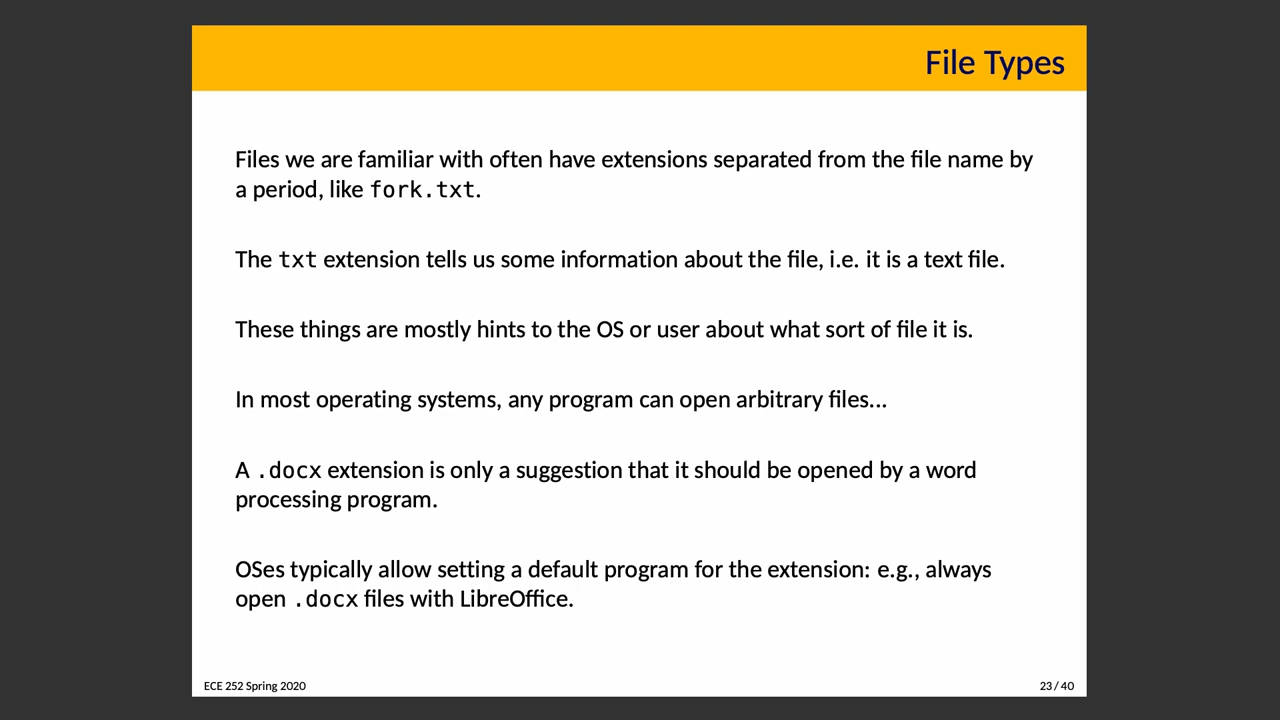 File Types
Files we are familiar with often have extensions separated from the file name by
a period, like fork.txt.
The txt extension tells us some information about the file, i.e. it is a text file.
These things are mostly hints to the OS or user about what sort of file it is.
In most operating systems, any program can open arbitrary files...
A .docx extension is only a suggestion that it should be opened by a word
processing program.
OSes typically allow setting a default program for the extension: e.g., always
open .docx files with LibreOffice.
ECE 252 Spring 2020
23 / 40